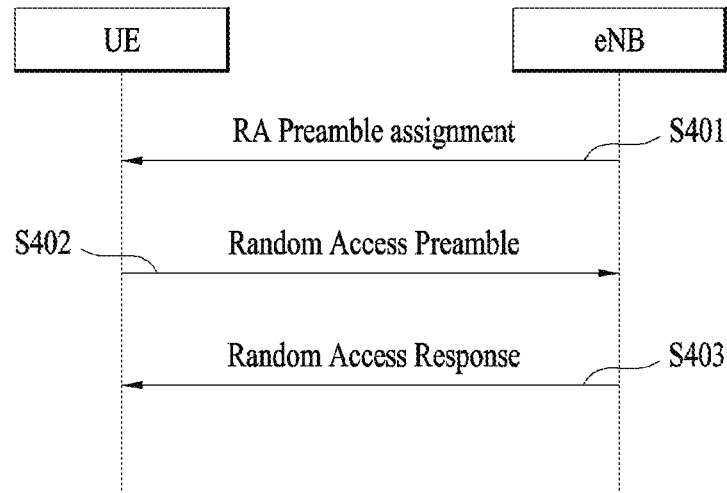 UE
eNB
RA Preamble assignment
S401
S402
Random Access Preamble
Random Access Response
S403